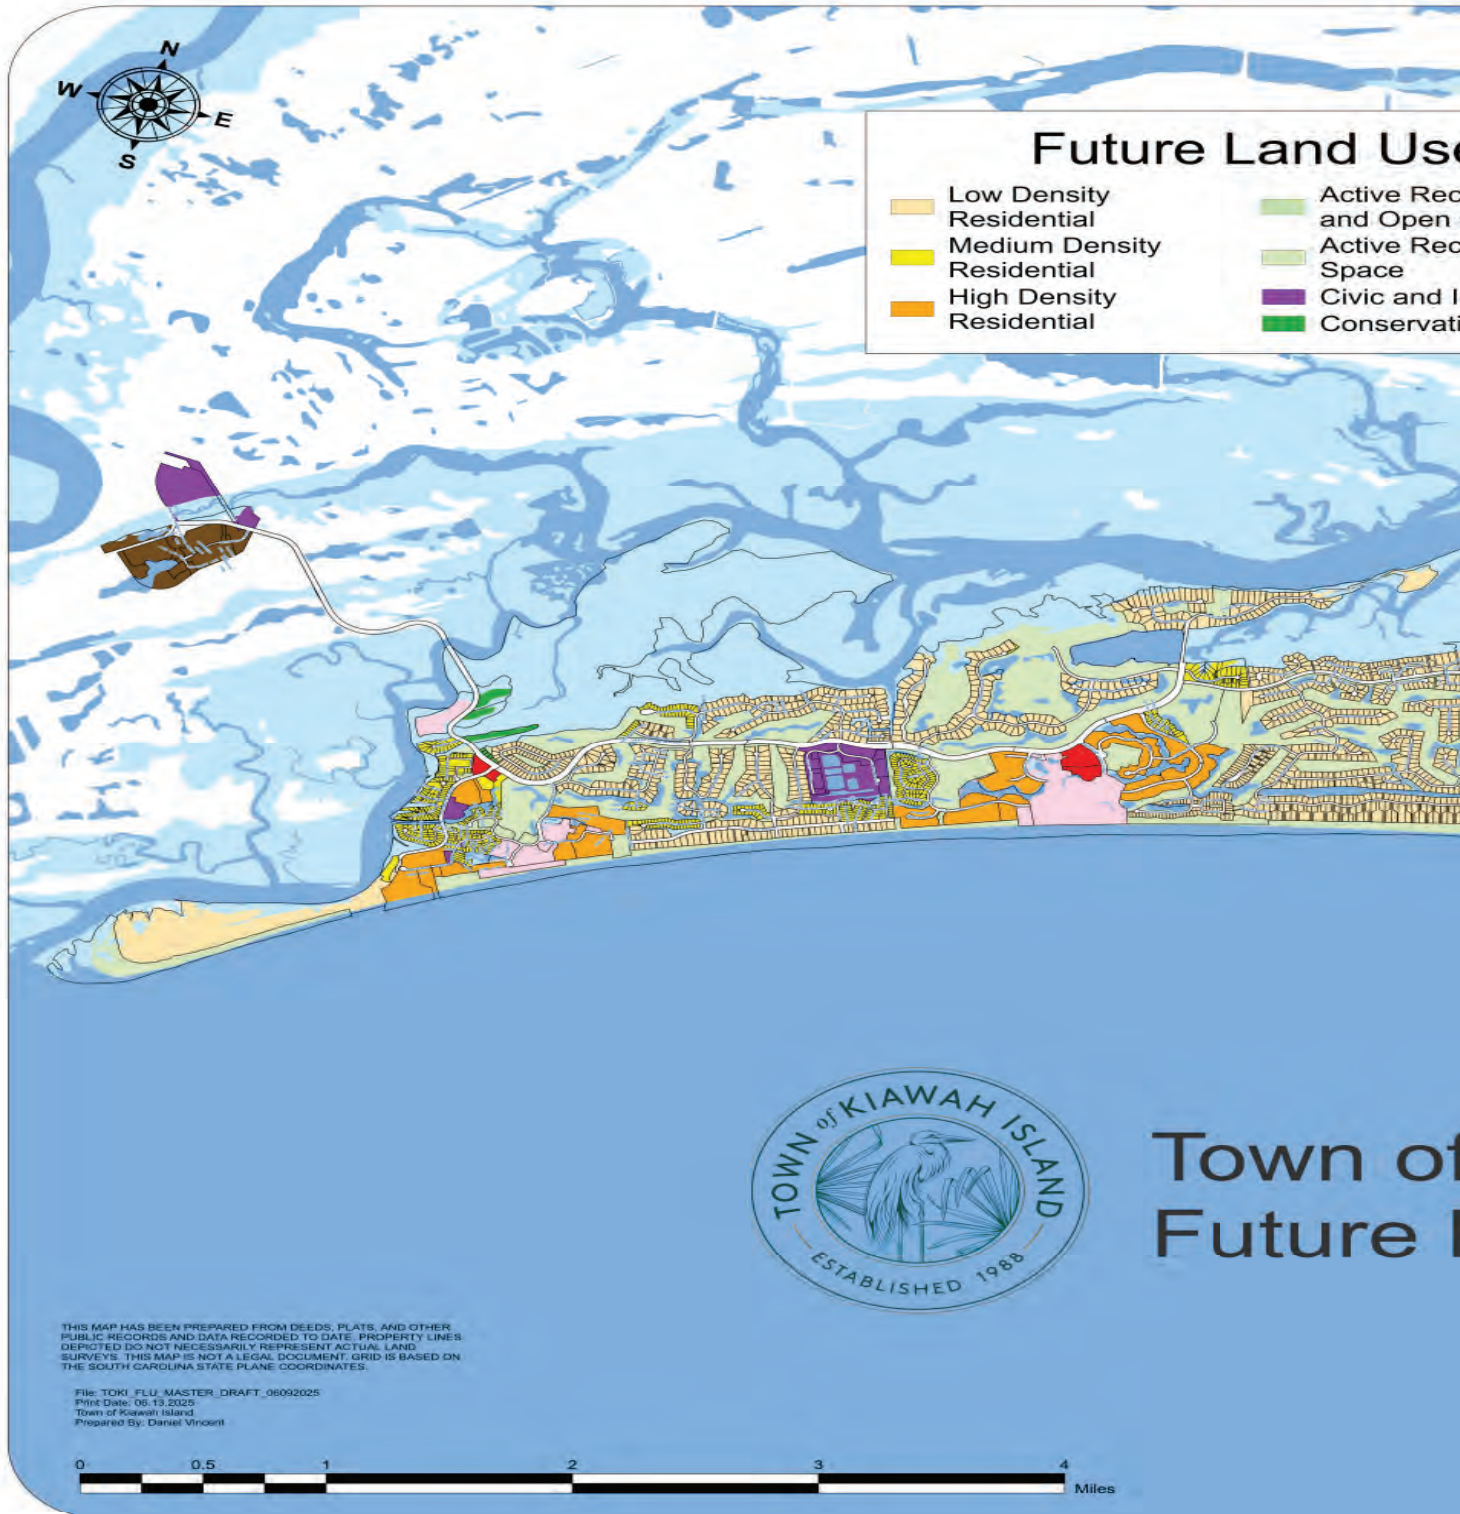 N
W
E
S
Future Land Use
Low Density
Residential
Medium Density
Residential
High Density
Residential
Active Rec
and Open
Active Rec
Space
Civic and I
Conservati
TOWN of KIAWAH ISLAND
ESTABLISHED 1988
Town of
Future
THIS MAP HAS BEEN PREPARED FROM DEEDS, PLATS, AND OTHER
PUBLIC RECORDS AND DATA RECORDED TO DATE. PROPERTY LINES
DEPICTED DO NOT NECESSARILY REPRESENT ACTUAL LAND
SURVEYS. THIS MAP IS NOT A LEGAL DOCUMENT. GRID IS BASED ON
THE SOUTH CAROLINA STATE PLANE COORDINATES.
File: TOKI_FLU_MASTER_DRAFT_06092025
Print Date: 06.13.2025
Town of Kiawah Island
Prepared By: Daniel Vincent
0 0.5 1 2 3 4
Miles